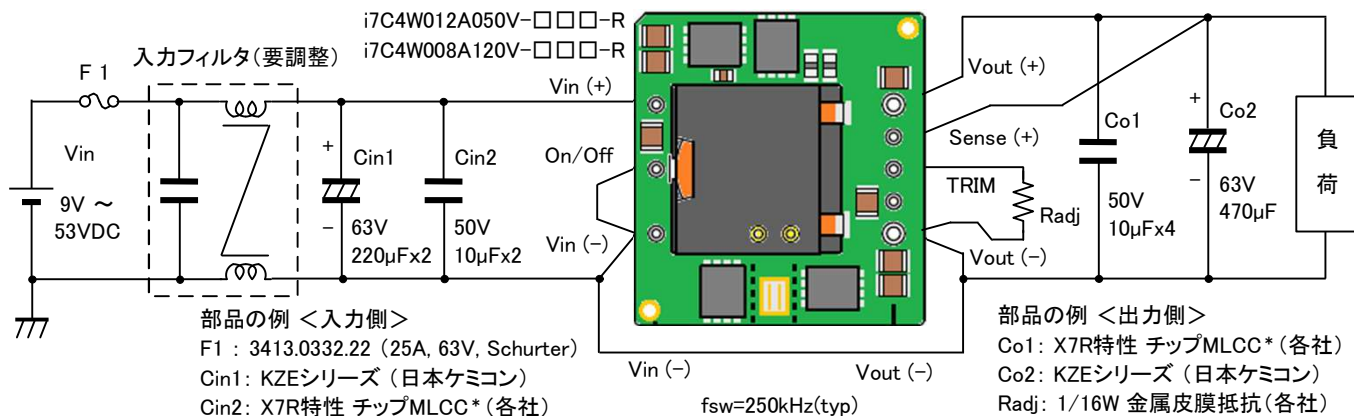 i7C4W012A050V-□□□-R
i7C4W008A120V-□□□-R
入力フィルタ(要調整)
F 1
Vin
9V ～
53VDC
+
Cin1
−
63V
220μFx2
Cin2
50V
10μFx2
Vin (+)
On/Off
Vin (−)
Vout (+)
Sense (+)
TRIM
Radj
Vout (−)
Co1
50V
10μFx4
+
Co2
−
63V
470μF
負
荷
部品の例 ＜入力側＞
F1 : 3413.0332.22 (25A, 63V, Schurter)
Cin1: KZEシリーズ (日本ケミコン)
Cin2: X7R特性 チップMLCC* (各社)
Vin (−)
Vout (−)
fsw=250kHz(typ)
部品の例 ＜出力側＞
Co1: X7R特性 チップMLCC* (各社)
Co2: KZEシリーズ (日本ケミコン)
Radj: 1/16W 金属皮膜抵抗(各社)